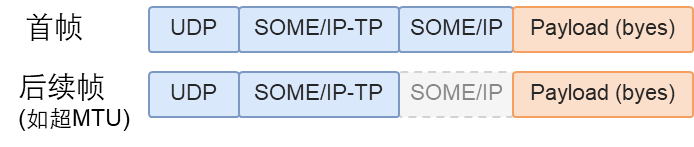 首帧 UDP SOME/IP-TP SOME/IP Payload (byes)
后续帧 UDP SOME/IP-TP SOME/IP Payload (byes)
(如超MTU)